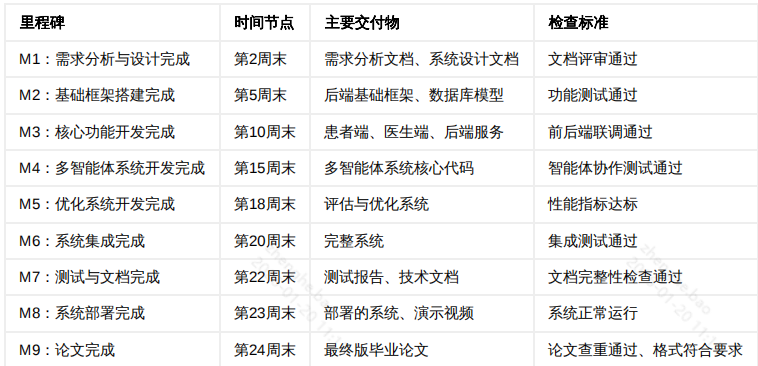 里程碑 时间节点 主要交付物 检查标准
M1：需求分析与设计完成 第2周末 需求分析文档、系统设计文档 文档评审通过
M2：基础框架搭建完成 第5周末 后端基础框架、数据库模型 功能测试通过
M3：核心功能开发完成 第10周末 患者端、医生端、后端服务 前后端联调通过
M4：多智能体系统开发完成 第15周末 多智能体系统核心代码 智能体协作测试通过
M5：优化系统开发完成 第18周末 评估与优化系统 性能指标达标
M6：系统集成完成 第20周末 完整系统 集成测试通过
M7：测试与文档完成 第22周末 测试报告、技术文档 文档完整性检查通过
M8：系统部署完成 第23周末 部署的系统、演示视频 系统正常运行
M9：论文完成 第24周末 最终版毕业论文 论文查重通过、格式符合要求